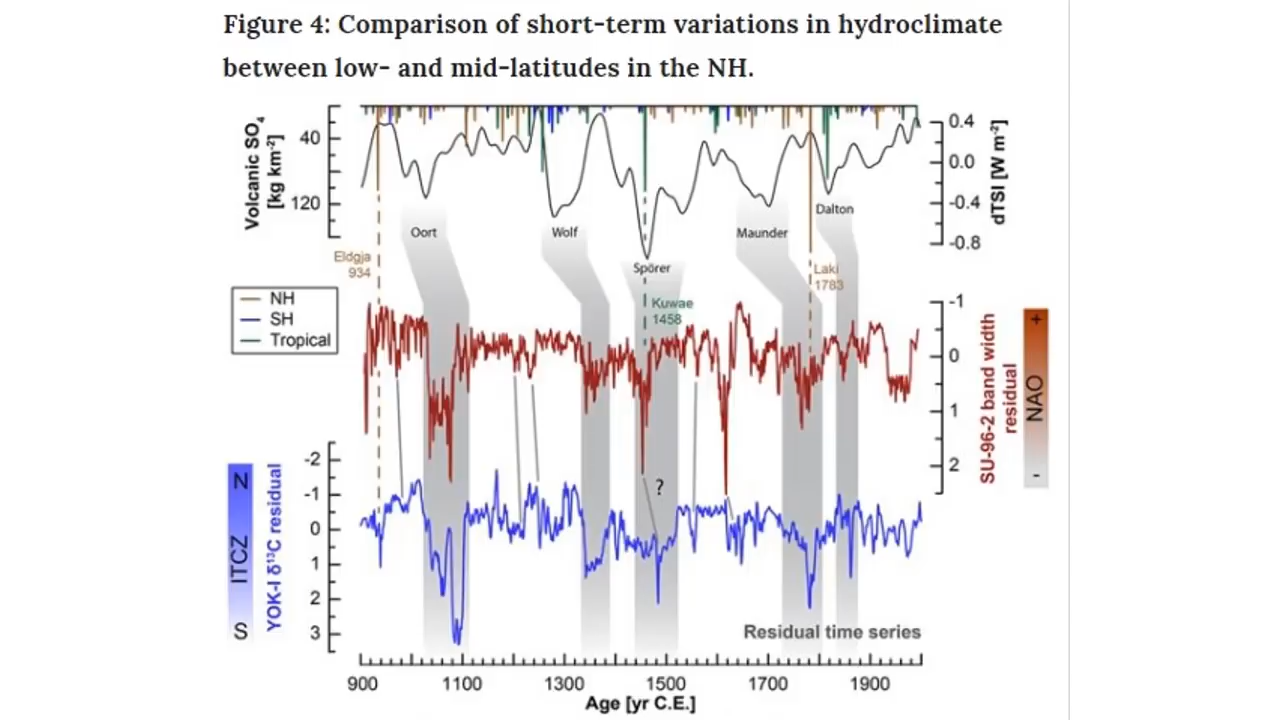 Figure 4: Comparison of short-term variations in hydroclimate
between low- and mid-latitudes in the NH.
Volcanic SO4
[kg km-2]
40
120
0.4
0.0
-0.4
-0.8
dTSI [W m-2]
Oort
Wolf
Spörer
Maunder
Dalton
Eldgja
934
Kuwae
1458
Laki
1783
NH
SH
Tropical
-1
0
1
2
SU-96-2 band width
residual
+
NAO
-
N
ITCZ
S
YOK-I δ13C residual
-2
-1
0
1
2
3
?
Residual time series
900
1100
1300
1500
1700
1900
Age [yr C.E.]